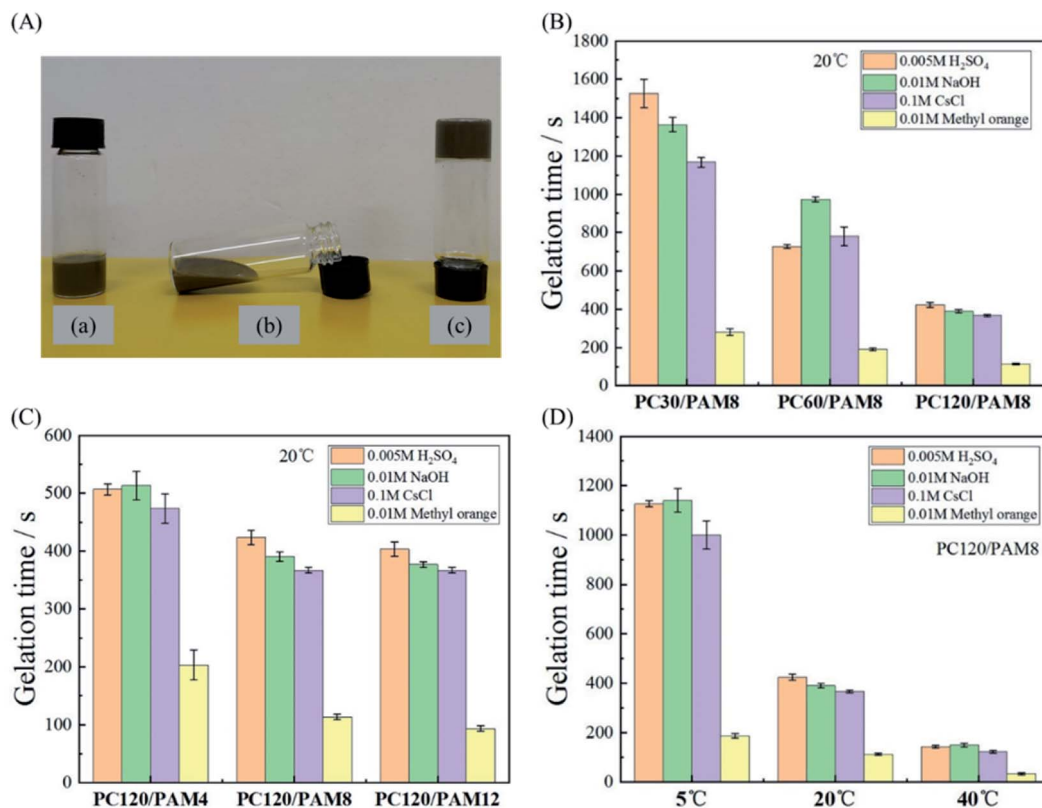 (A)
(a)
(b)
(c)
(B)
20℃
0.005M H₂SO₄
0.01M NaOH
0.1M CsCl
0.01M Methyl orange
Gelation time / s
1800
1600
1400
1200
1000
800
600
400
200
0
PC30/PAM8 PC60/PAM8 PC120/PAM8
(C)
20℃
0.005M H₂SO₄
0.01M NaOH
0.1M CsCl
0.01M Methyl orange
Gelation time / s
600
500
400
300
200
100
0
PC120/PAM4 PC120/PAM8 PC120/PAM12
(D)
0.005M H₂SO₄
0.01M NaOH
0.1M CsCl
0.01M Methyl orange
PC120/PAM8
Gelation time / s
1400
1200
1000
800
600
400
200
0
5℃ 20℃ 40℃